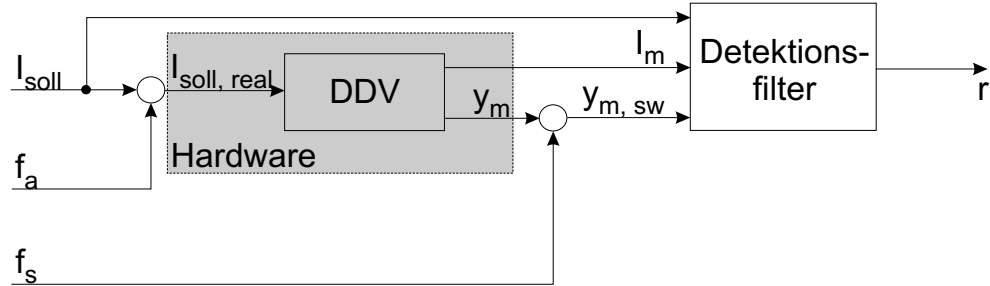 I_soll
I_soll, real
DDV
I_m
y_m
y_m, sw
Detektions-
filter
r
Hardware
f_a
f_s